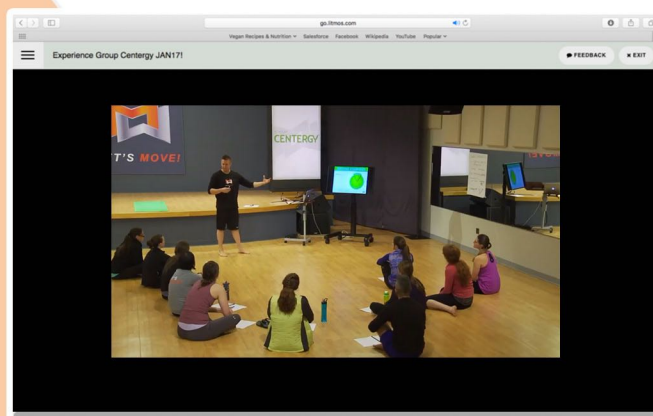 go.litmos.com
Vegan Recipes & Nutrition Salesforce Facebook Wikipedia YouTube Popular
Experience Group Centergy JAN17!
FEEDBACK
× EXIT
CENTERGY
T'S MOVE!